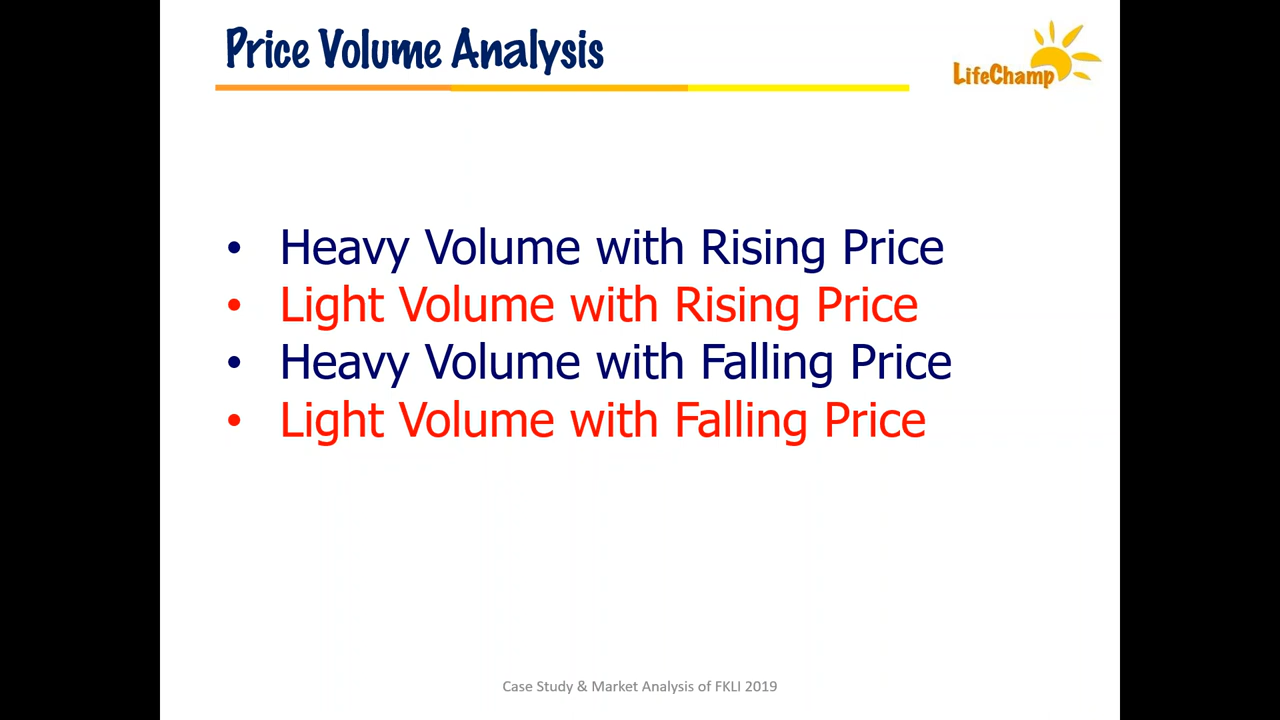 Price Volume Analysis
LifeChamp
• Heavy Volume with Rising Price
• Light Volume with Rising Price
• Heavy Volume with Falling Price
• Light Volume with Falling Price
Case Study & Market Analysis of FKLI 2019